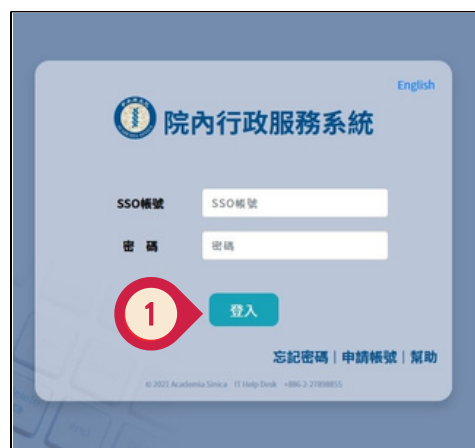 English
院內行政服務系統
SSO帳號 SSO帳號
密 碼 密碼
1 登入
忘記密碼 | 申請帳號 | 幫助
© 2021 Academia Sinica IT Help Desk +886-2-27898855